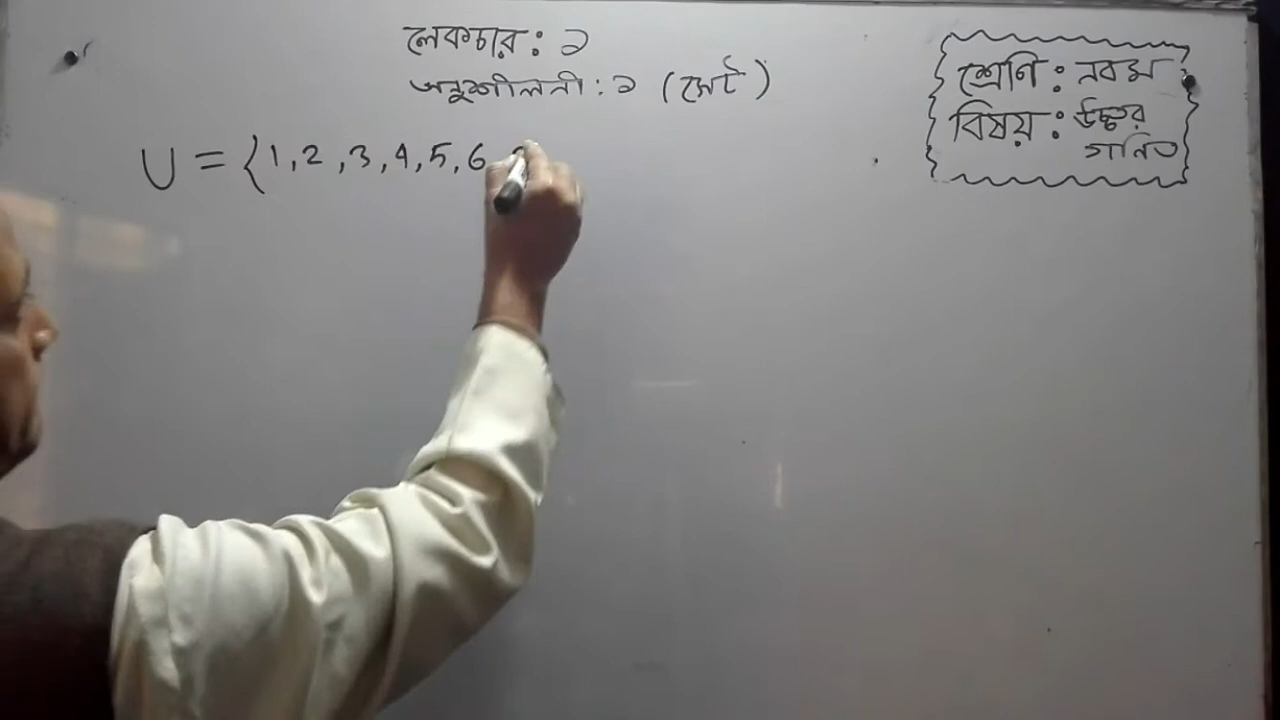 লেকচার : ১
অনুশীলনী : ১ (সেট)
শ্রেণি : নবম
বিষয় : উচ্চতর
গণিত
U = {1, 2, 3, 4, 5, 6